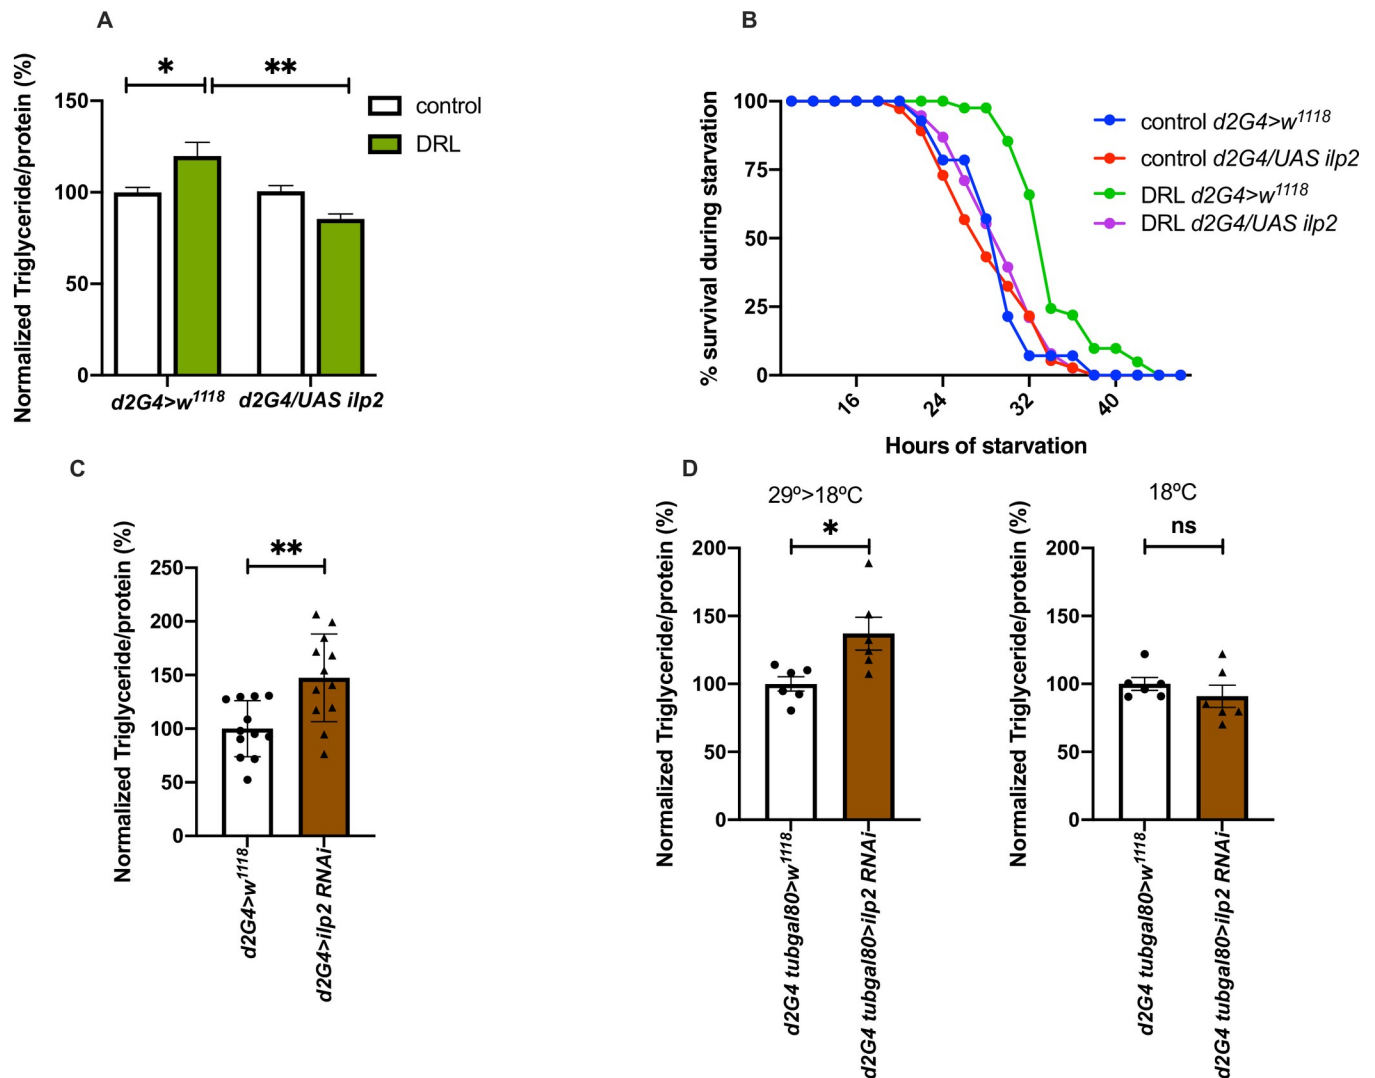 A
Normalized Triglyceride/protein (%)
150
100
50
0
*
**
control
DRL
d2G4>w1118
d2G4/UAS ilp2
B
% survival during starvation
100
75
50
25
0
16
24
32
40
Hours of starvation
control d2G4>w1118
control d2G4/UAS ilp2
DRL d2G4>w1118
DRL d2G4/UAS ilp2
C
Normalized Triglyceride/protein (%)
250
200
150
100
50
0
**
d2G4>w1118
d2G4>ilp2 RNAi
D
29º>18ºC
Normalized Triglyceride/protein (%)
200
150
100
50
0
*
d2G4 tubgal80>w1118
d2G4 tubgal80>ilp2 RNAi
18ºC
Normalized Triglyceride/protein (%)
200
150
100
50
0
ns
d2G4 tubgal80>w1118
d2G4 tubgal80>ilp2 RNAi